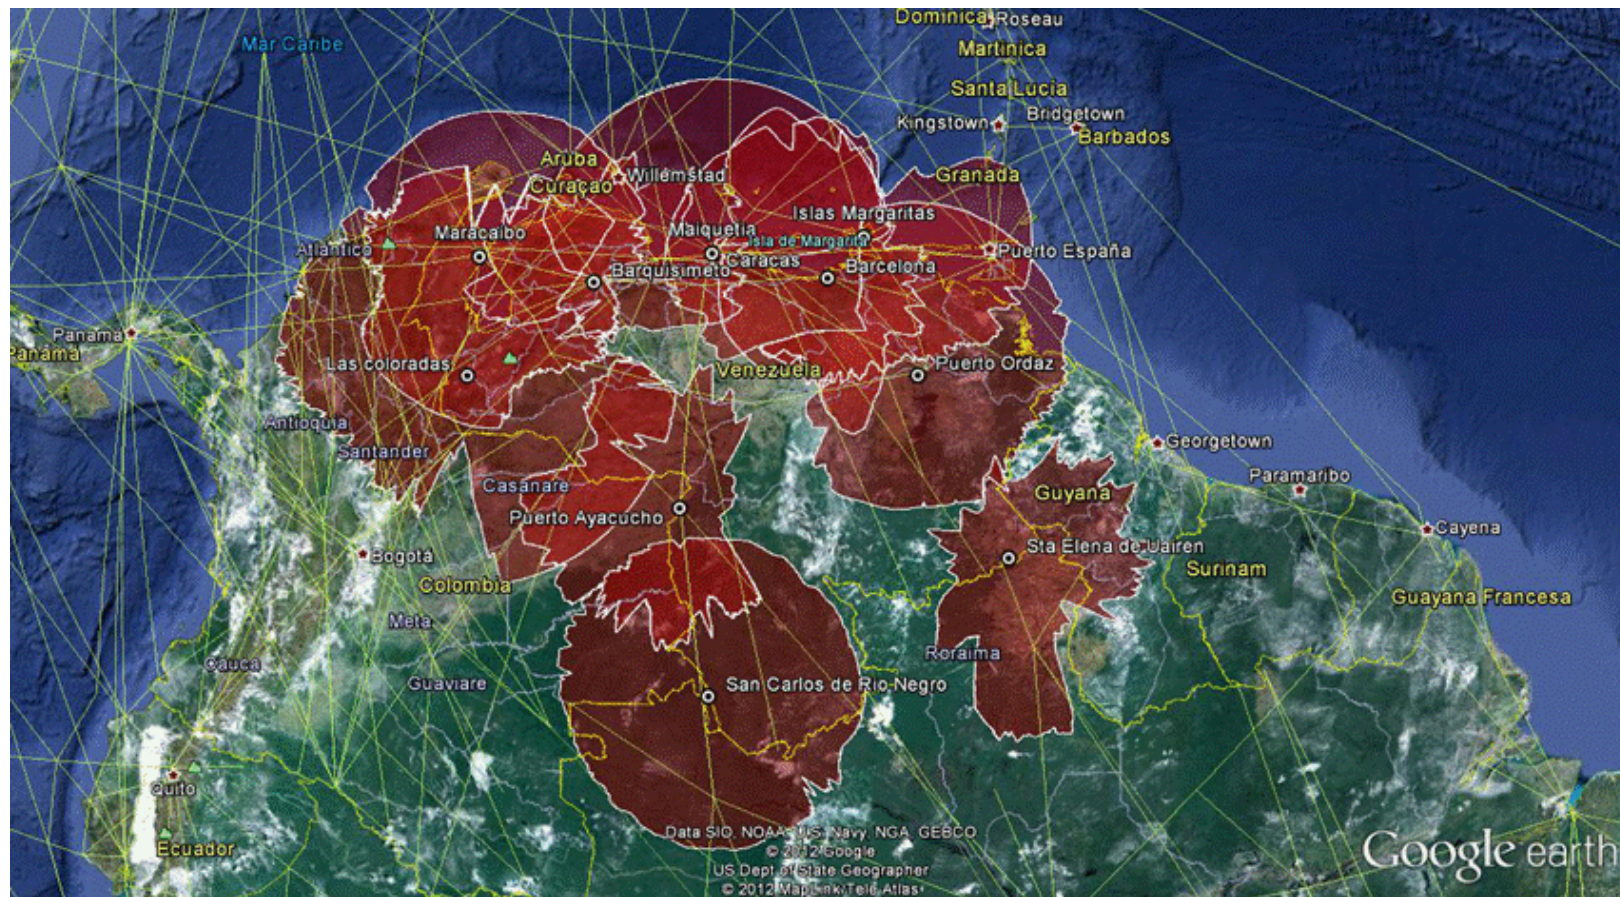 Dominica
Roseau
Mar Caribe
Martinica
Santa Lucia
Kingstown
Bridgetown
Barbados
Aruba
Curaçao
Willemstad
Granada
Islas Margaritas
Atlantico
Maracaibo
Maiquetia
Isla de Margarita
Puerto España
Caracas
Barquisimeto
Barcelona
Panamá
Panamá
Las coloradas
Venezuela
Puerto Ordaz
Antioquia
Santander
Georgetown
Paramaribo
Casanare
Guyana
Puerto Ayacucho
Cayena
Bogotá
Sta Elena de Uairen
Colombia
Surinam
Guayana Francesa
Meta
Cauca
Roraima
Guaviare
San Carlos de Rio Negro
Quito
Ecuador
Data SIO, NOAA, U.S. Navy, NGA, GEBCO
© 2012 Google
US Dept of State Geographer
© 2012 MapLink/Tele Atlas
Google earth